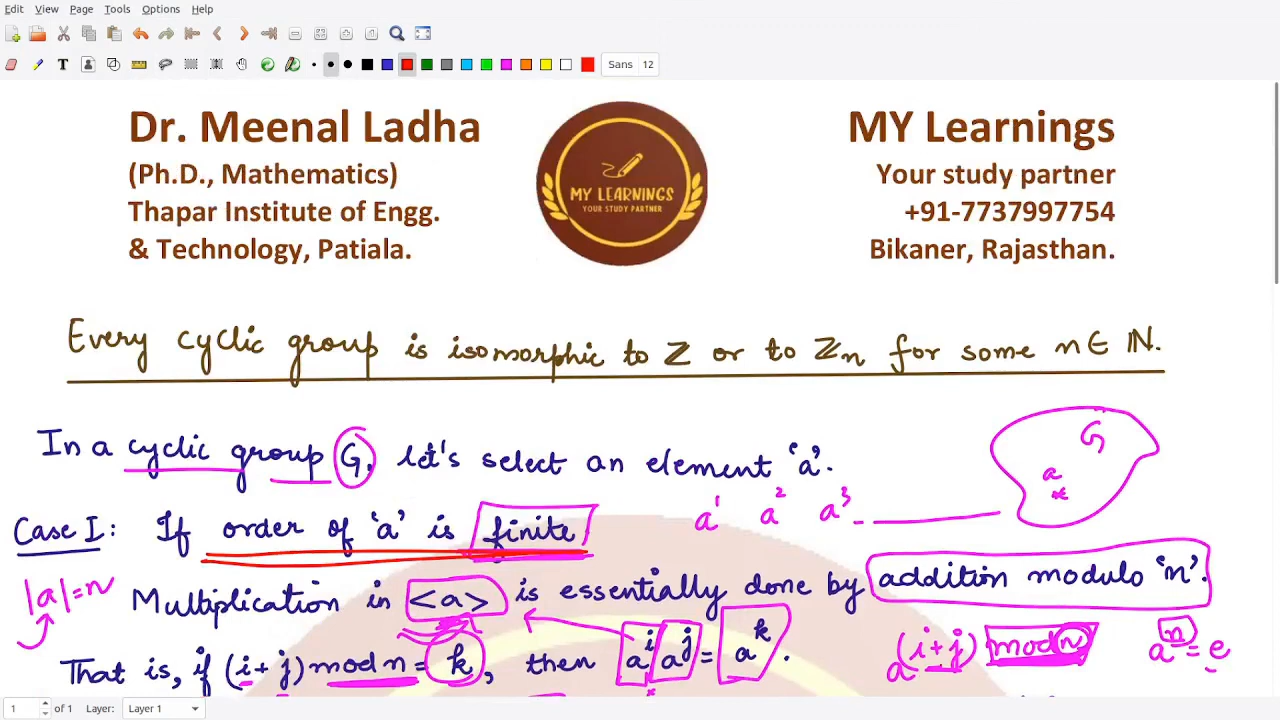 Edit View Page Tools Options Help
T Sans 12
Dr. Meenal Ladha
(Ph.D., Mathematics)
Thapar Institute of Engg.
& Technology, Patiala.
MY LEARNINGS
YOUR STUDY PARTNER
MY Learnings
Your study partner
+91-7737997754
Bikaner, Rajasthan.
Every cyclic group is isomorphic to ℤ or to ℤn for some n ∈ ℕ.
In a cyclic group G, let's select an element 'a'.
G
a
*
a¹ a² a³ ---
Case I: If order of 'a' is finite
|a|=n
Multiplication in <a> is essentially done by addition modulo 'n'.
That is, if (i+j) mod n = k, then aⁱ aʲ = aᵏ.
a^(i+j) mod n
aⁿ = e
1 of 1 Layer: Layer 1